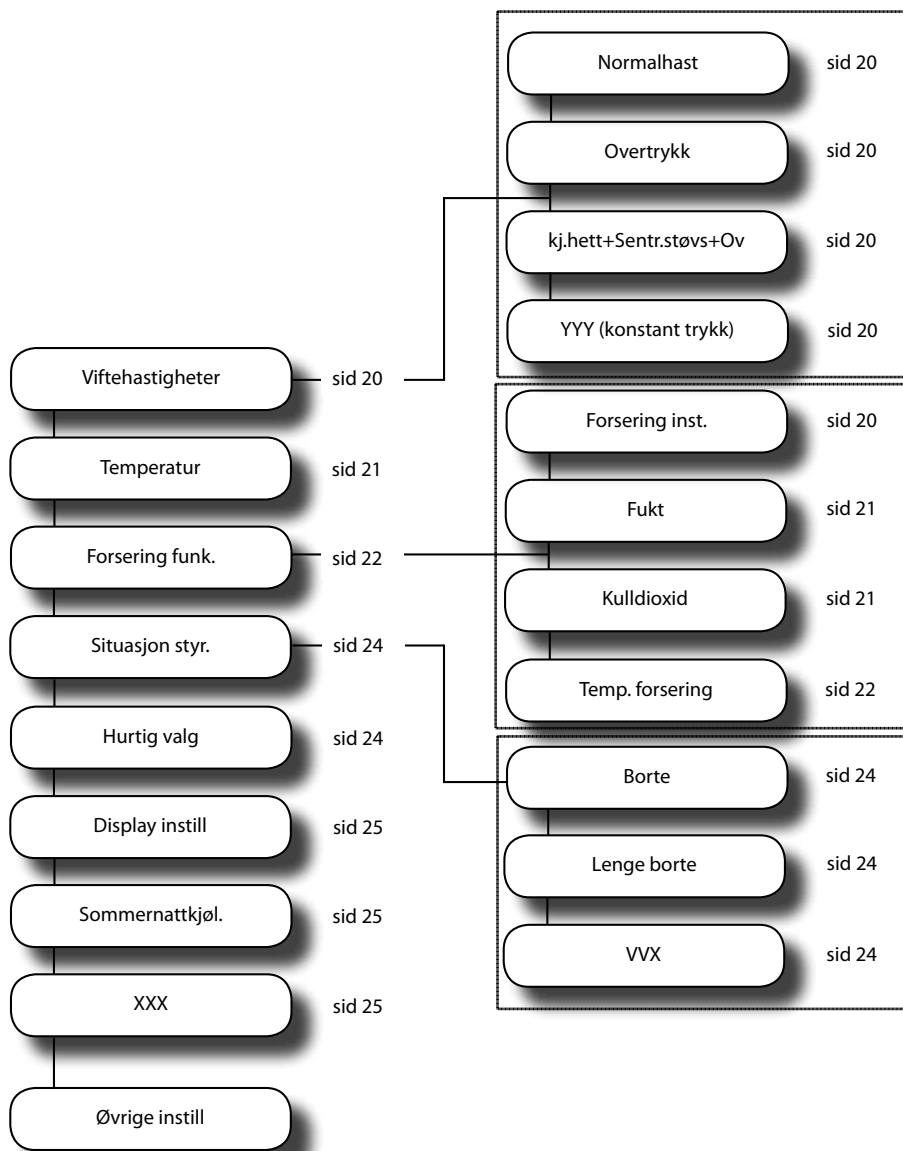 Normalhast sid 20
Overtrykk sid 20
kj.hett+Sentr.støvs+Ov sid 20
YYY (konstant trykk) sid 20
Viftehastigheter sid 20
Temperatur sid 21
Forsering funk. sid 22
Situasjon styr. sid 24
Hurtig valg sid 24
Display instill sid 25
Sommernattkjøl. sid 25
XXX sid 25
Øvrige instill
Forsering inst. sid 20
Fukt sid 21
Kulldioxid sid 21
Temp. forsering sid 22
Borte sid 24
Lenge borte sid 24
VVX sid 24